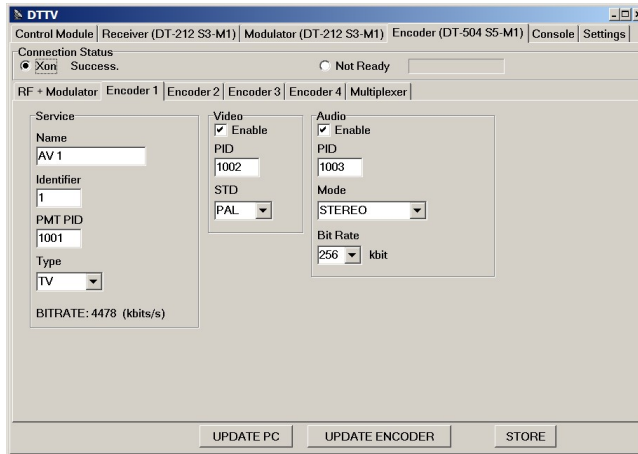 DTTV
Control Module Receiver (DT-212 S3-M1) Modulator (DT-212 S3-M1) Encoder (DT-504 S5-M1) Console Settings
Connection Status
Xon Success. Not Ready
RF + Modulator Encoder 1 Encoder 2 Encoder 3 Encoder 4 Multiplexer
Service
Name
AV 1
Identifier
1
PMT PID
1001
Type
TV
BITRATE: 4478 (kbits/s)
Video
Enable
PID
1002
STD
PAL
Audio
Enable
PID
1003
Mode
STEREO
Bit Rate
256 kbit
UPDATE PC UPDATE ENCODER STORE